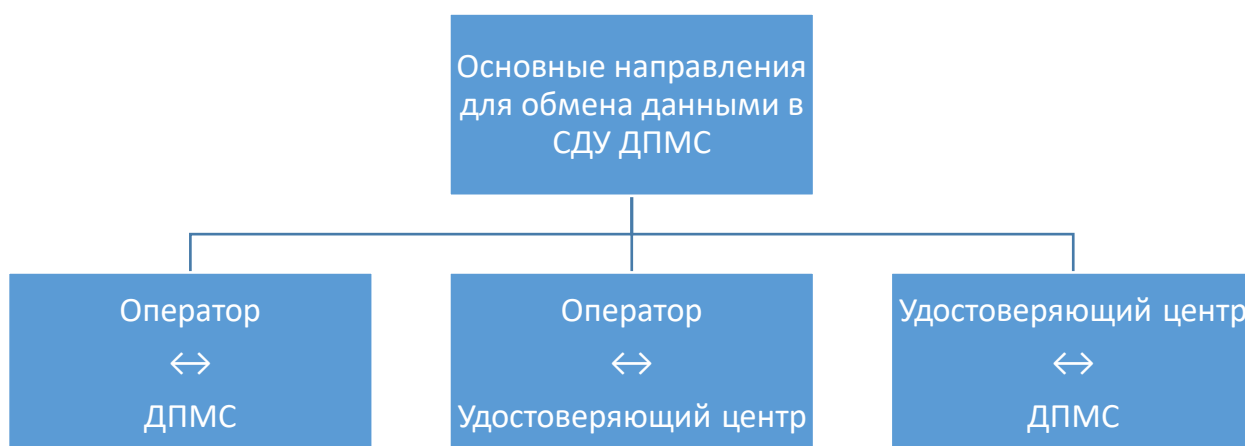 Основные направления
для обмена данными в
СДУ ДПМС
Оператор
↔
ДПМС
Оператор
↔
Удостоверяющий центр
Удостоверяющий центр
↔
ДПМС